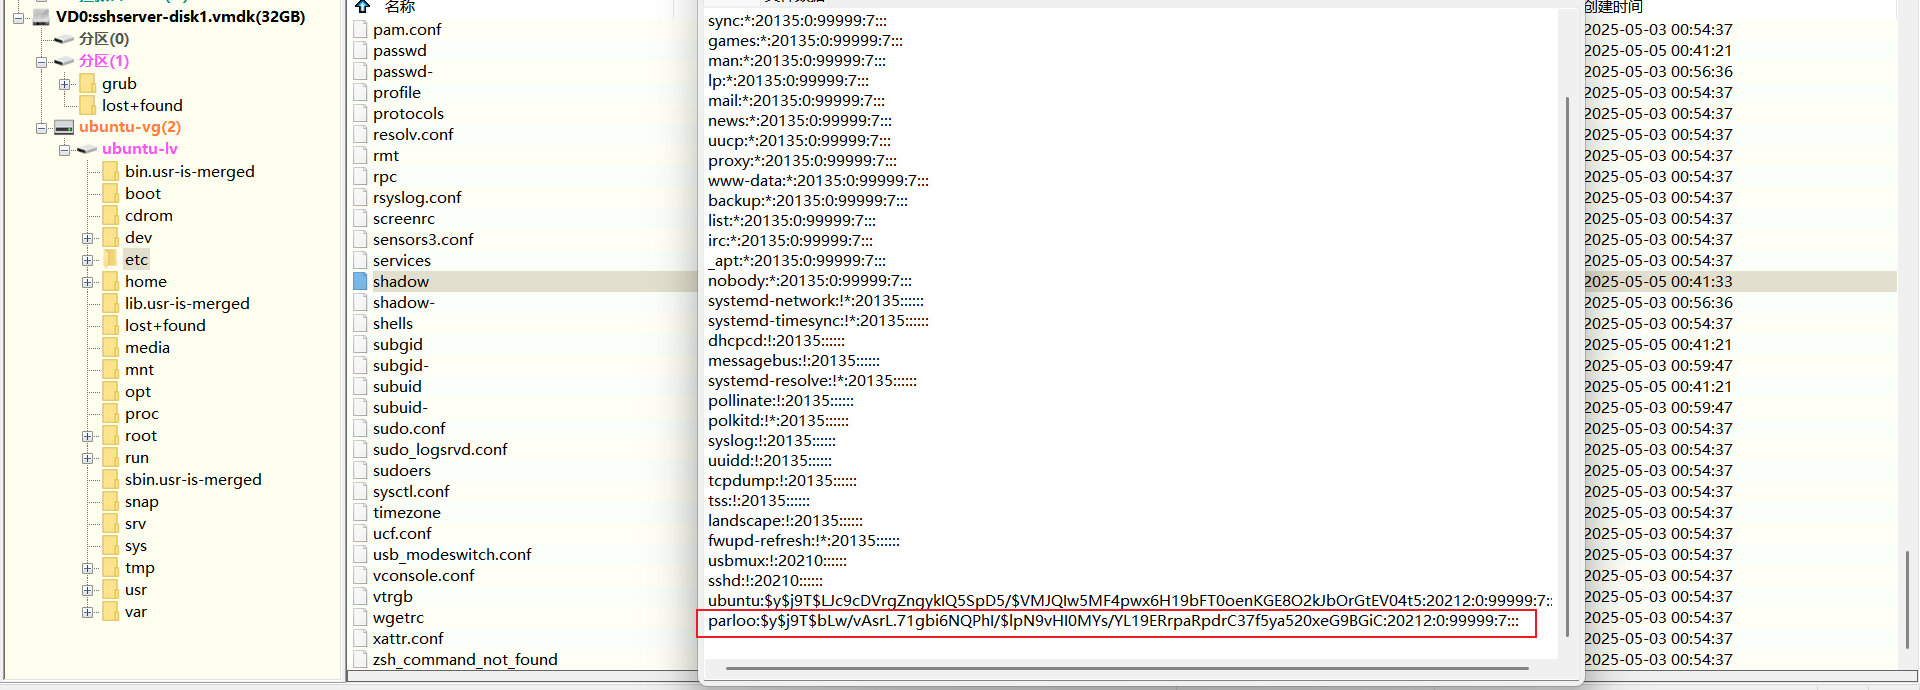 VD0:sshserver-disk1.vmdk(32GB)
分区(0)
分区(1)
grub
lost+found
ubuntu-vg(2)
ubuntu-lv
bin.usr-is-merged
boot
cdrom
dev
etc
home
lib.usr-is-merged
lost+found
media
mnt
opt
proc
root
run
sbin.usr-is-merged
snap
srv
sys
tmp
usr
var
名称
pam.conf
passwd
passwd-
profile
protocols
resolv.conf
rmt
rpc
rsyslog.conf
screenrc
sensors3.conf
services
shadow
shadow-
shells
subgid
subgid-
subuid
subuid-
sudo.conf
sudo_logsrvd.conf
sudoers
sysctl.conf
timezone
ucf.conf
usb_modeswitch.conf
vconsole.conf
vtrgb
wgetrc
xattr.conf
zsh_command_not_found
sync:*:20135:0:99999:7:::
games:*:20135:0:99999:7:::
man:*:20135:0:99999:7:::
lp:*:20135:0:99999:7:::
mail:*:20135:0:99999:7:::
news:*:20135:0:99999:7:::
uucp:*:20135:0:99999:7:::
proxy:*:20135:0:99999:7:::
www-data:*:20135:0:99999:7:::
backup:*:20135:0:99999:7:::
list:*:20135:0:99999:7:::
irc:*:20135:0:99999:7:::
_apt:*:20135:0:99999:7:::
nobody:*:20135:0:99999:7:::
systemd-network:!*:20135::::::
systemd-timesync:!*:20135::::::
dhcpcd:!:20135::::::
messagebus:!:20135::::::
systemd-resolve:!*:20135::::::
pollinate:!:20135::::::
polkitd:!*:20135::::::
syslog:!:20135::::::
uuidd:!:20135::::::
tcpdump:!:20135::::::
tss:!:20135::::::
landscape:!:20135::::::
fwupd-refresh:!*:20135::::::
usbmux:!:20210::::::
sshd:!:20210::::::
ubuntu:$y$j9T$LJc9cDVrgZngykIQ5SpD5/$VMJQIw5MF4pwx6H19bFT0oenKGE8O2kJbOrGtEV04t5:20212:0:99999:7::
parloo:$y$j9T$bLw/vAsrL.71gbi6NQPhI/$lpN9vHI0MYs/YL19ERrpaRpdrC37f5ya520xeG9BGiC:20212:0:99999:7:::
创建时间
2025-05-03 00:54:37
2025-05-05 00:41:21
2025-05-03 00:56:36
2025-05-03 00:54:37
2025-05-03 00:54:37
2025-05-03 00:54:37
2025-05-03 00:54:37
2025-05-03 00:54:37
2025-05-03 00:54:37
2025-05-03 00:54:37
2025-05-03 00:54:37
2025-05-03 00:54:37
2025-05-05 00:41:33
2025-05-03 00:56:36
2025-05-03 00:54:37
2025-05-05 00:41:21
2025-05-03 00:59:47
2025-05-05 00:41:21
2025-05-03 00:59:47
2025-05-03 00:54:37
2025-05-03 00:54:37
2025-05-03 00:54:37
2025-05-03 00:54:37
2025-05-03 00:54:37
2025-05-03 00:54:37
2025-05-03 00:54:37
2025-05-03 00:54:37
2025-05-03 00:54:37
2025-05-03 00:54:37
2025-05-03 00:54:37
2025-05-03 00:54:37